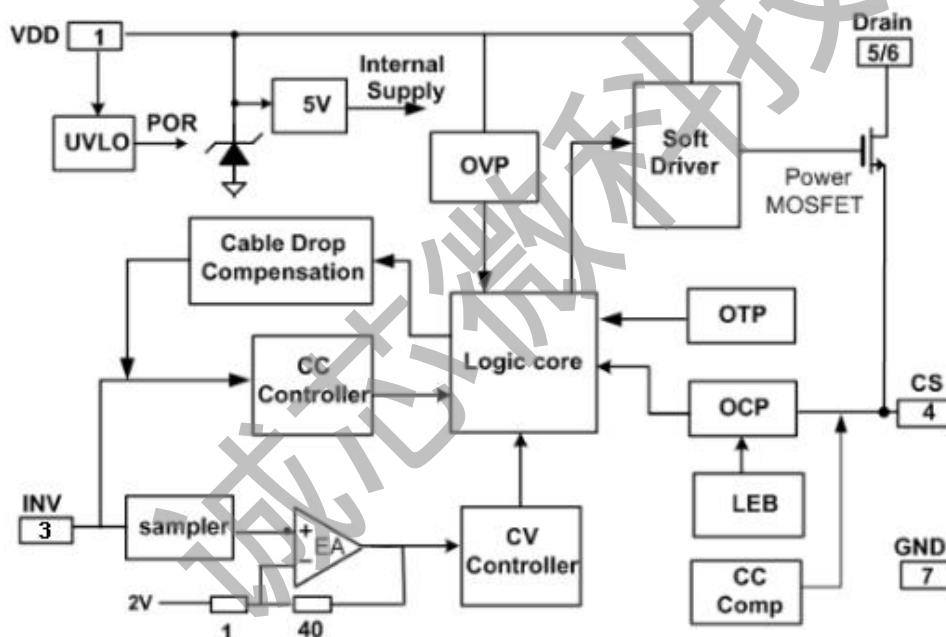 VDD
1
Drain
5/6
UVLO
POR
5V
Internal
Supply
OVP
Soft
Driver
Power
MOSFET
Cable Drop
Compensation
CC
Controller
Logic core
OTP
OCP
CS
4
LEB
INV
3
sampler
+
EA
−
CV
Controller
CC
Comp
GND
7
2V
1
40
诚芯微科技